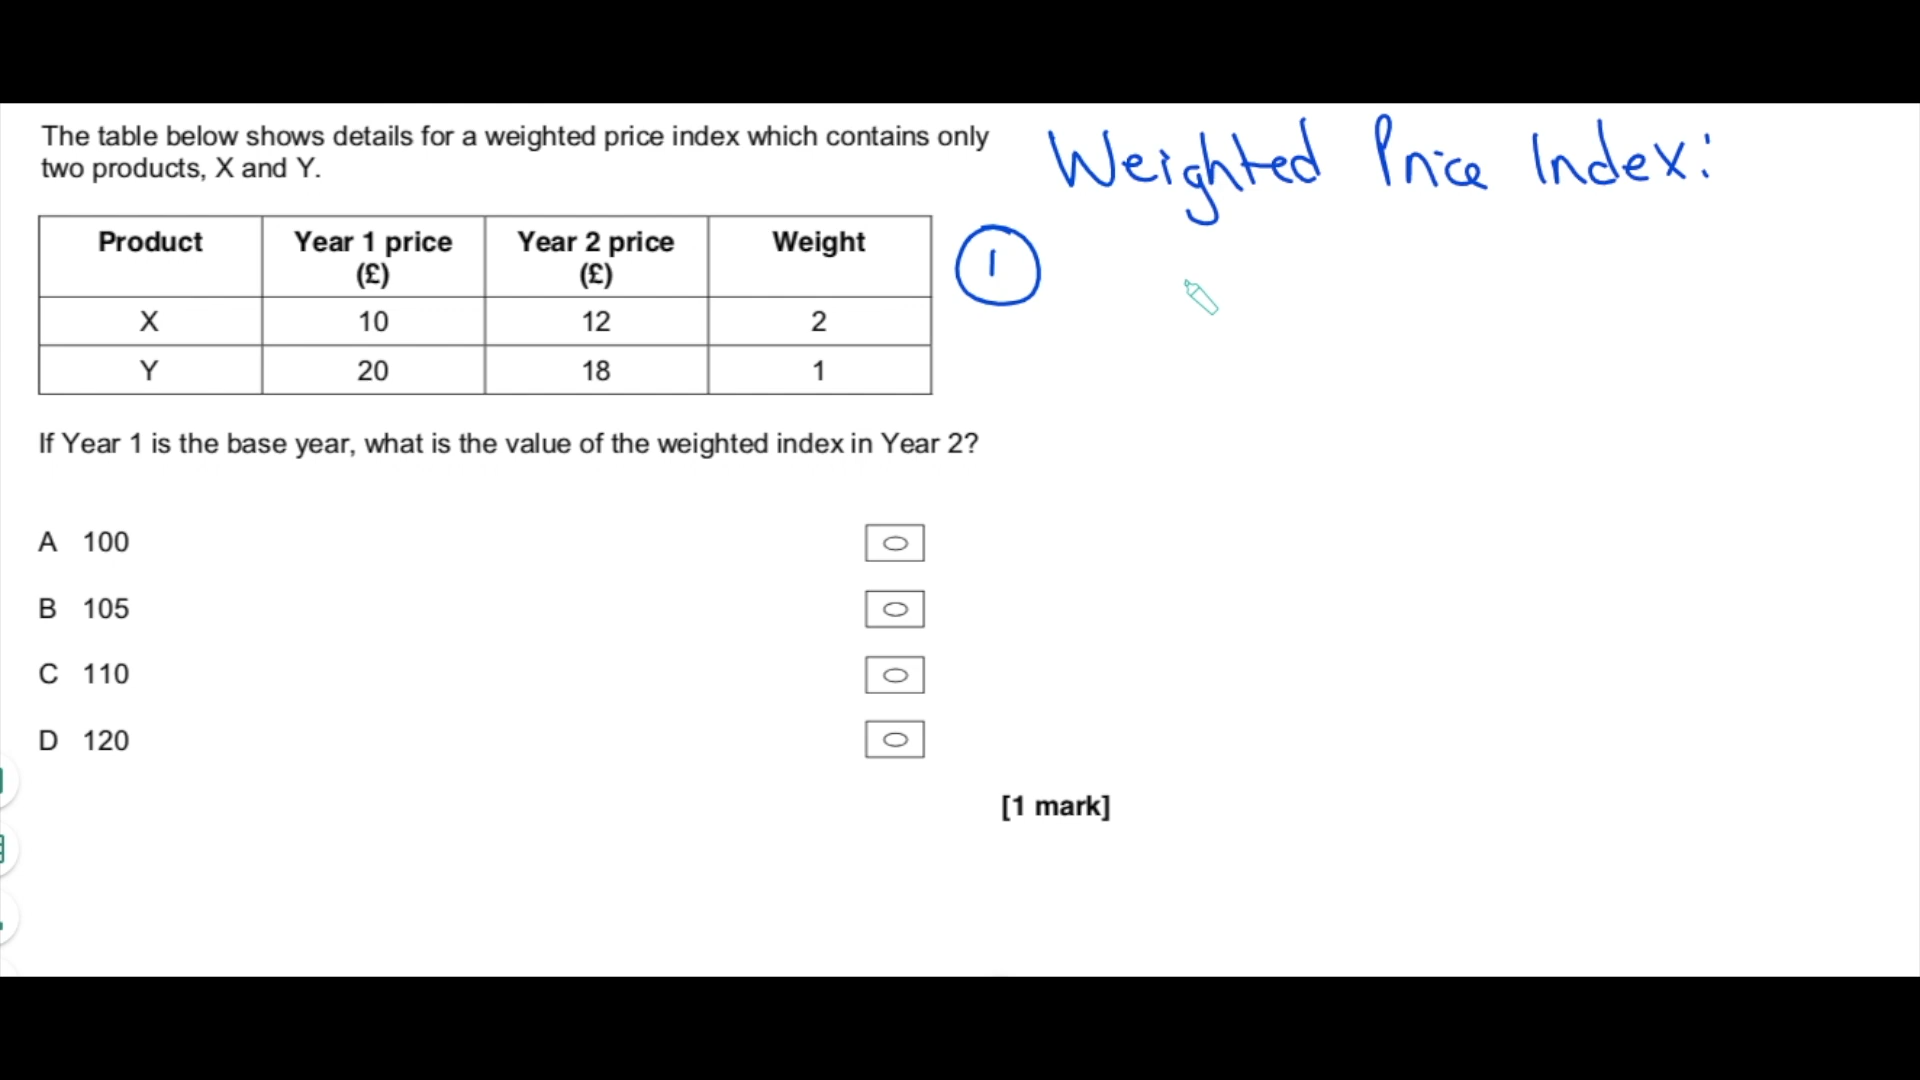 The table below shows details for a weighted price index which contains only
two products, X and Y.
Weighted Price Index:
Product Year 1 price (£) Year 2 price (£) Weight
1
X 10 12 2
Y 20 18 1
If Year 1 is the base year, what is the value of the weighted index in Year 2?
A 100
B 105
C 110
D 120
[1 mark]